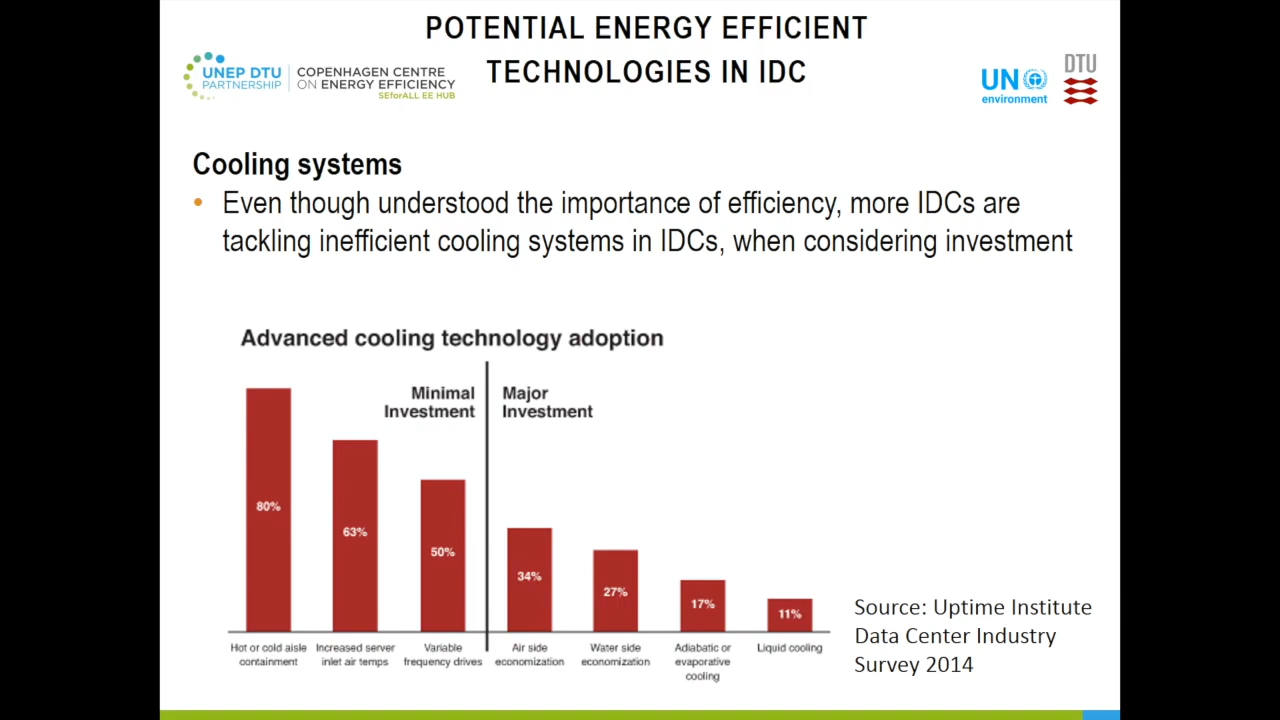 POTENTIAL ENERGY EFFICIENT
TECHNOLOGIES IN IDC
UNEP DTU
PARTNERSHIP
COPENHAGEN CENTRE
ON ENERGY EFFICIENCY
SEforALL EE HUB
UN
environment
DTU
Cooling systems
• Even though understood the importance of efficiency, more IDCs are
tackling inefficient cooling systems in IDCs, when considering investment
Advanced cooling technology adoption
Minimal
Investment
Major
Investment
80%
63%
50%
34%
27%
17%
11%
Hot or cold aisle
containment
Increased server
inlet air temps
Variable
frequency drives
Air side
economization
Water side
economization
Adiabatic or
evaporative
cooling
Liquid cooling
Source: Uptime Institute
Data Center Industry
Survey 2014